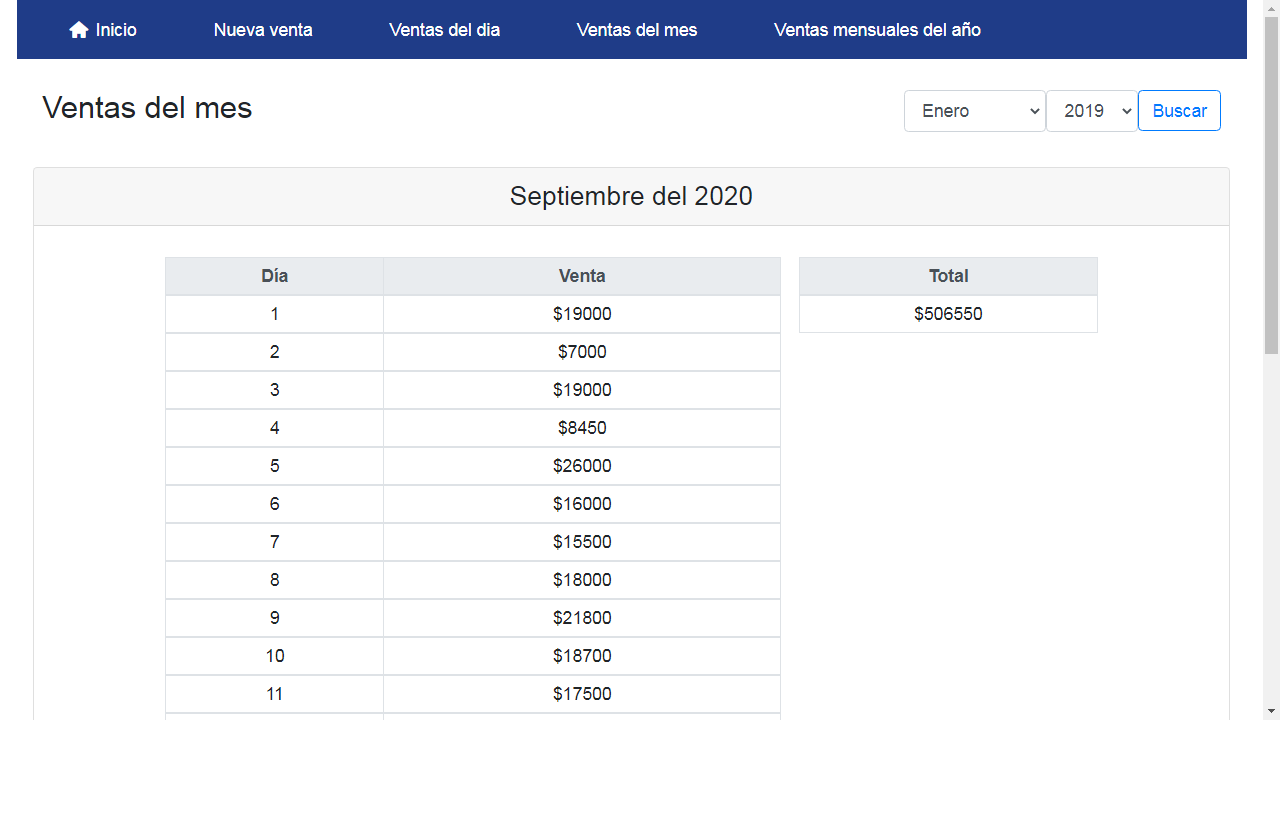 Inicio Nueva venta Ventas del dia Ventas del mes Ventas mensuales del año
Ventas del mes Enero 2019 Buscar
Septiembre del 2020
Día Venta Total
1 $19000 $506550
2 $7000
3 $19000
4 $8450
5 $26000
6 $16000
7 $15500
8 $18000
9 $21800
10 $18700
11 $17500